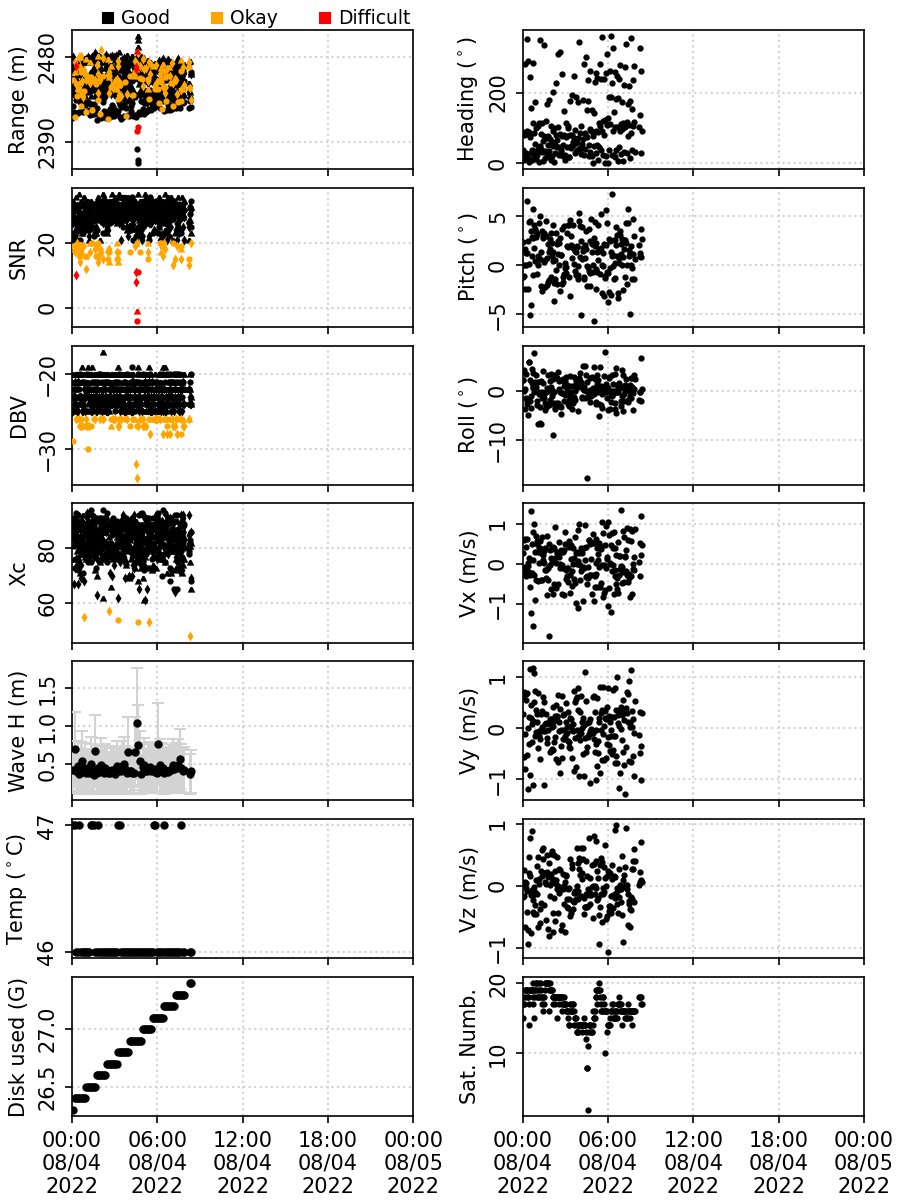 Good Okay Difficult
Range (m)
2480
2390
Heading (°)
200
0
SNR
20
0
Pitch (°)
5
0
−5
DBV
−20
−30
Roll (°)
0
−10
Xc
80
60
Vx (m/s)
1
0
−1
Wave H (m)
1.5
1.0
0.5
Vy (m/s)
1
0
−1
Temp (°C)
47
46
Vz (m/s)
1
0
−1
Disk used (G)
27.0
26.5
Sat. Numb.
20
10
00:00 06:00 12:00 18:00 00:00
08/04 08/04 08/04 08/04 08/05
2022 2022 2022 2022 2022
00:00 06:00 12:00 18:00 00:00
08/04 08/04 08/04 08/04 08/05
2022 2022 2022 2022 2022